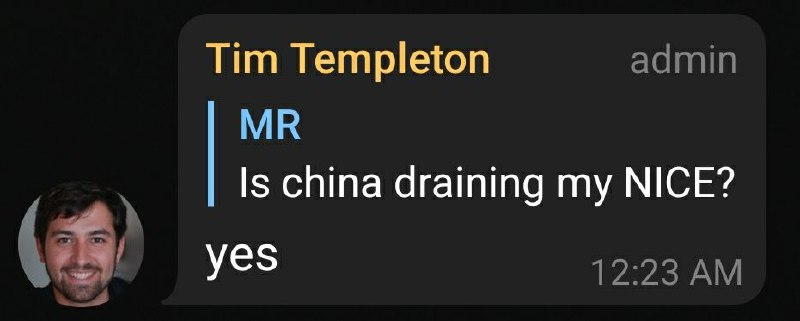 Tim Templeton admin
MR
Is china draining my NICE?
yes
12:23 AM